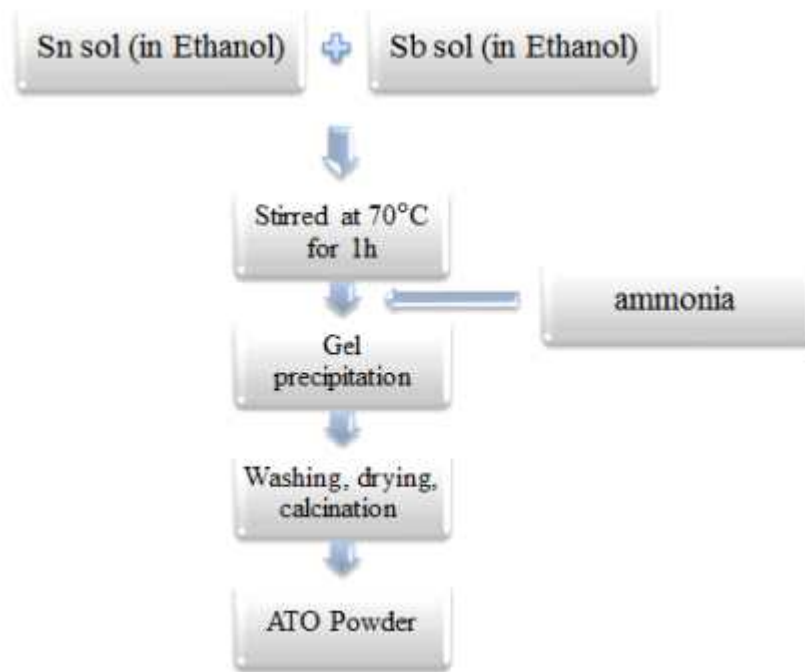 Sn sol (in Ethanol)
Sb sol (in Ethanol)
Stirred at 70°C
for 1h
ammonia
Gel
precipitation
Washing, drying,
calcination
ATO Powder